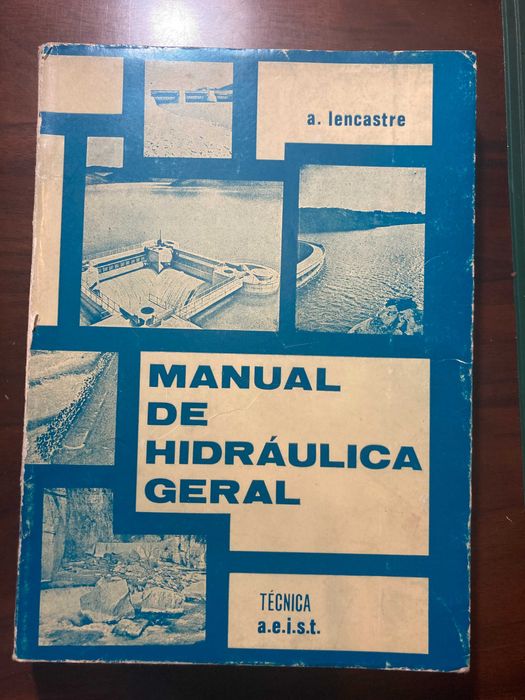 a. lencastre
MANUAL
DE
HIDRÁULICA
GERAL
TÉCNICA
a.e.i.s.t.